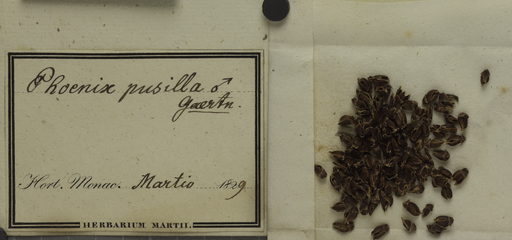 Phoenix pusilla ♂
Gaertn.
Hort. Monac. Martio 1829
HERBARIUM MARTII.